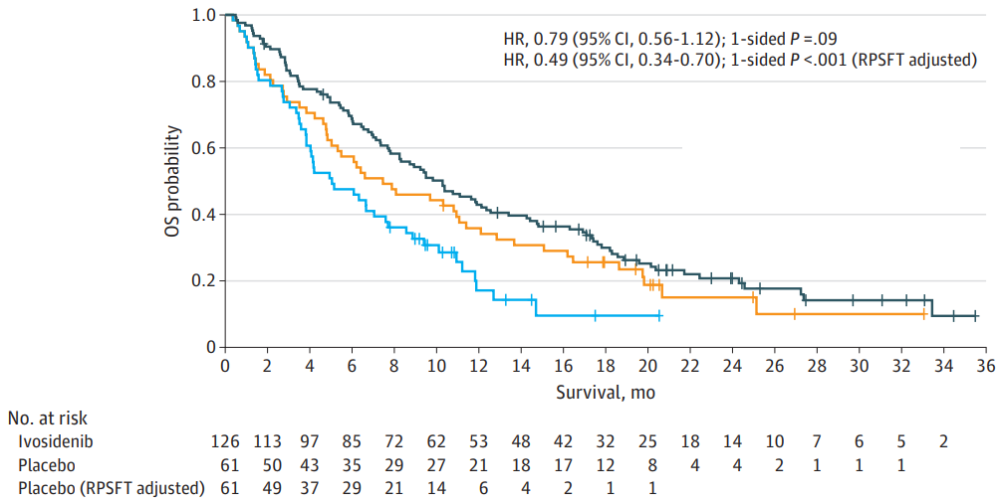 HR, 0.79 (95% CI, 0.56-1.12); 1-sided P =.09
HR, 0.49 (95% CI, 0.34-0.70); 1-sided P <.001 (RPSFT adjusted)
OS probability
1.0
0.8
0.6
0.4
0.2
0
0 2 4 6 8 10 12 14 16 18 20 22 24 26 28 30 32 34 36
Survival, mo
No. at risk
Ivosidenib 126 113 97 85 72 62 53 48 42 32 25 18 14 10 7 6 5 2
Placebo 61 50 43 35 29 27 21 18 17 12 8 4 4 2 1 1 1
Placebo (RPSFT adjusted) 61 49 37 29 21 14 6 4 2 1 1